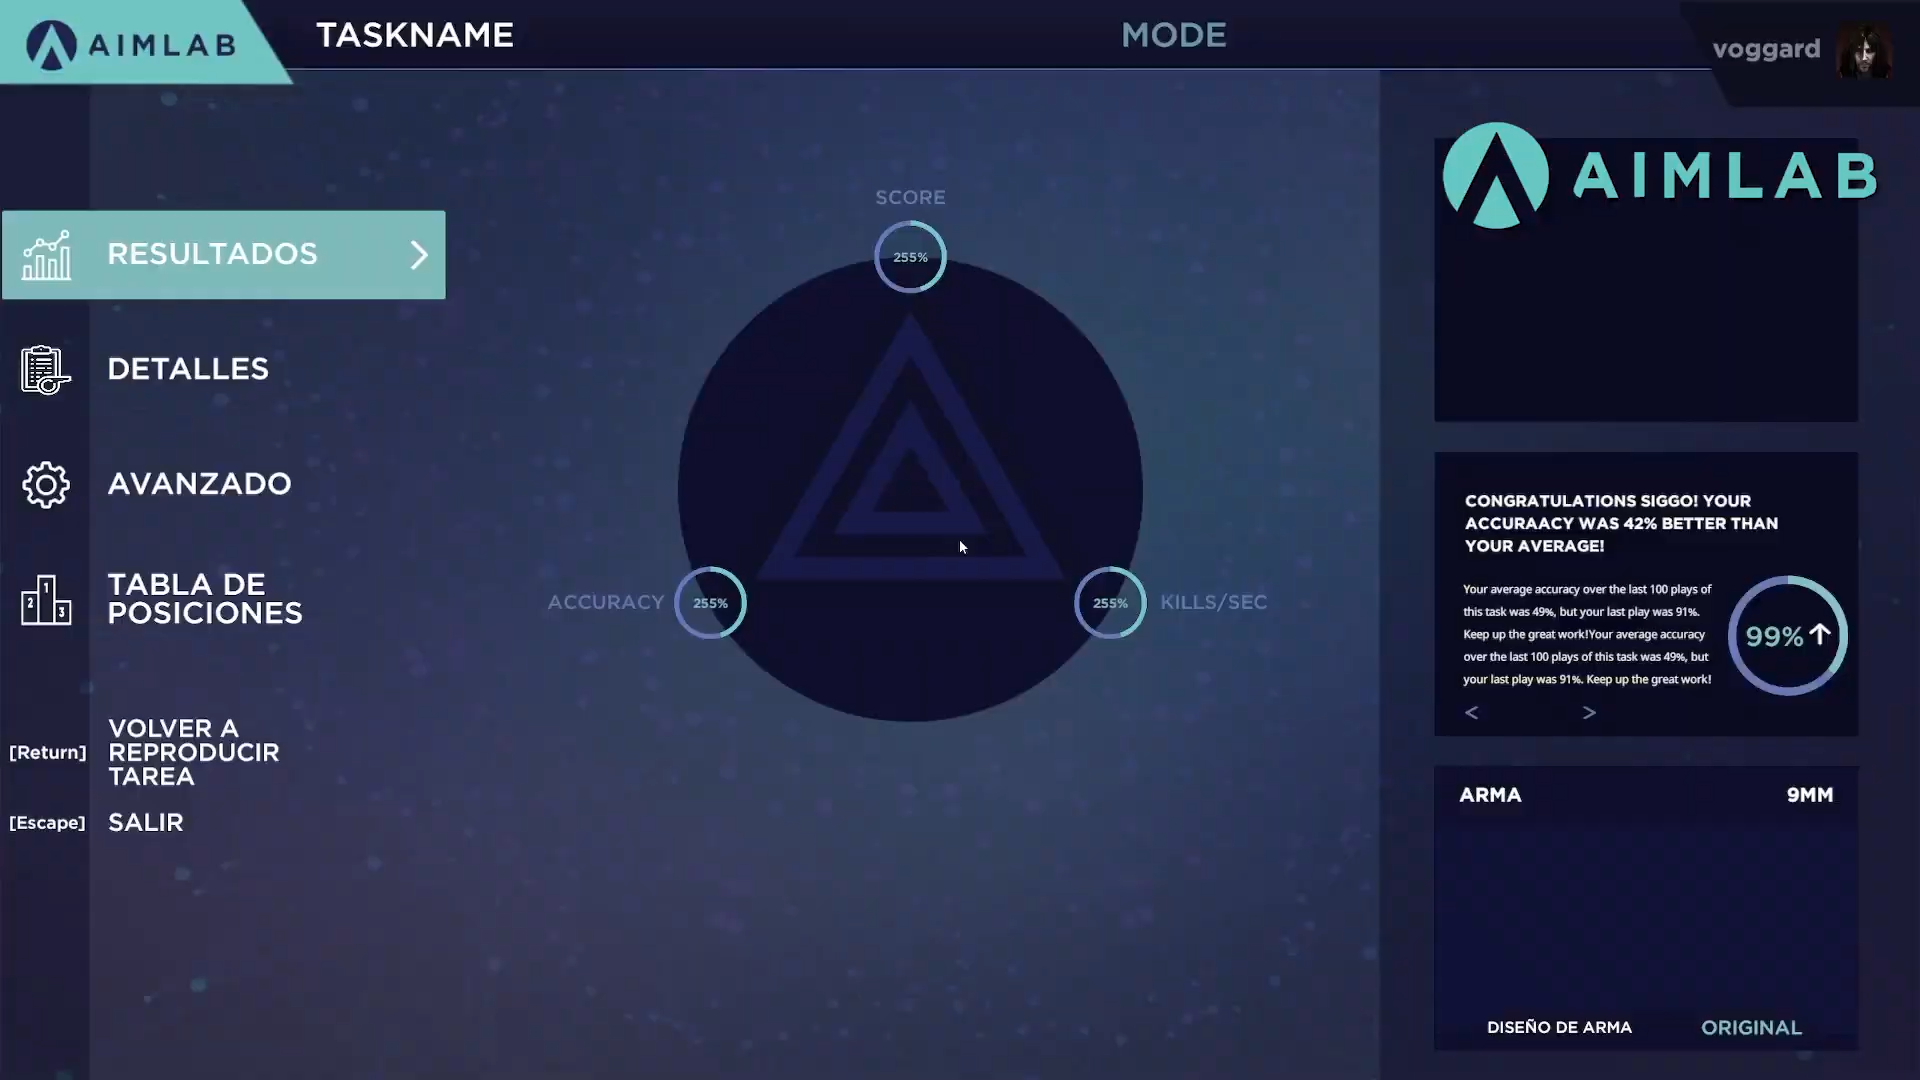 AIMLAB
TASKNAME
MODE
voggard
AIMLAB
RESULTADOS
DETALLES
AVANZADO
TABLA DE
POSICIONES
[Return]
VOLVER A
REPRODUCIR
TAREA
[Escape]
SALIR
SCORE
255%
ACCURACY
255%
255%
KILLS/SEC
CONGRATULATIONS SIGGO! YOUR
ACCURAACY WAS 42% BETTER THAN
YOUR AVERAGE!
Your average accuracy over the last 100 plays of
this task was 49%, but your last play was 91%.
Keep up the great work!Your average accuracy
over the last 100 plays of this task was 49%, but
your last play was 91%. Keep up the great work!
99%
< >
ARMA
9MM
DISEÑO DE ARMA
ORIGINAL
1
2
3